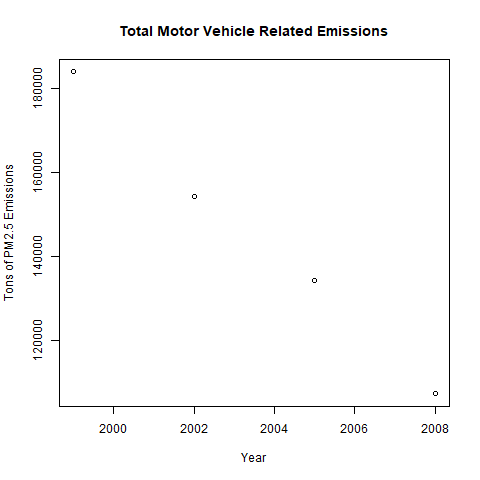 Total Motor Vehicle Related Emissions
Tons of PM2.5 Emissions
180000
160000
140000
120000
2000 2002 2004 2006 2008
Year